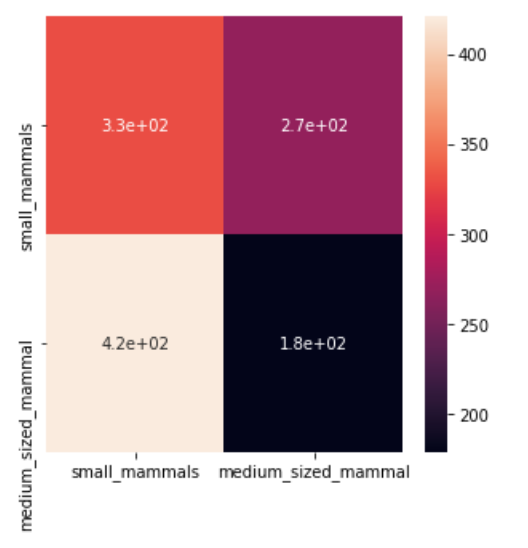 small_mammals
medium_sized_mammal
3.3e+02
2.7e+02
4.2e+02
1.8e+02
small_mammals
medium_sized_mammal
400
350
300
250
200